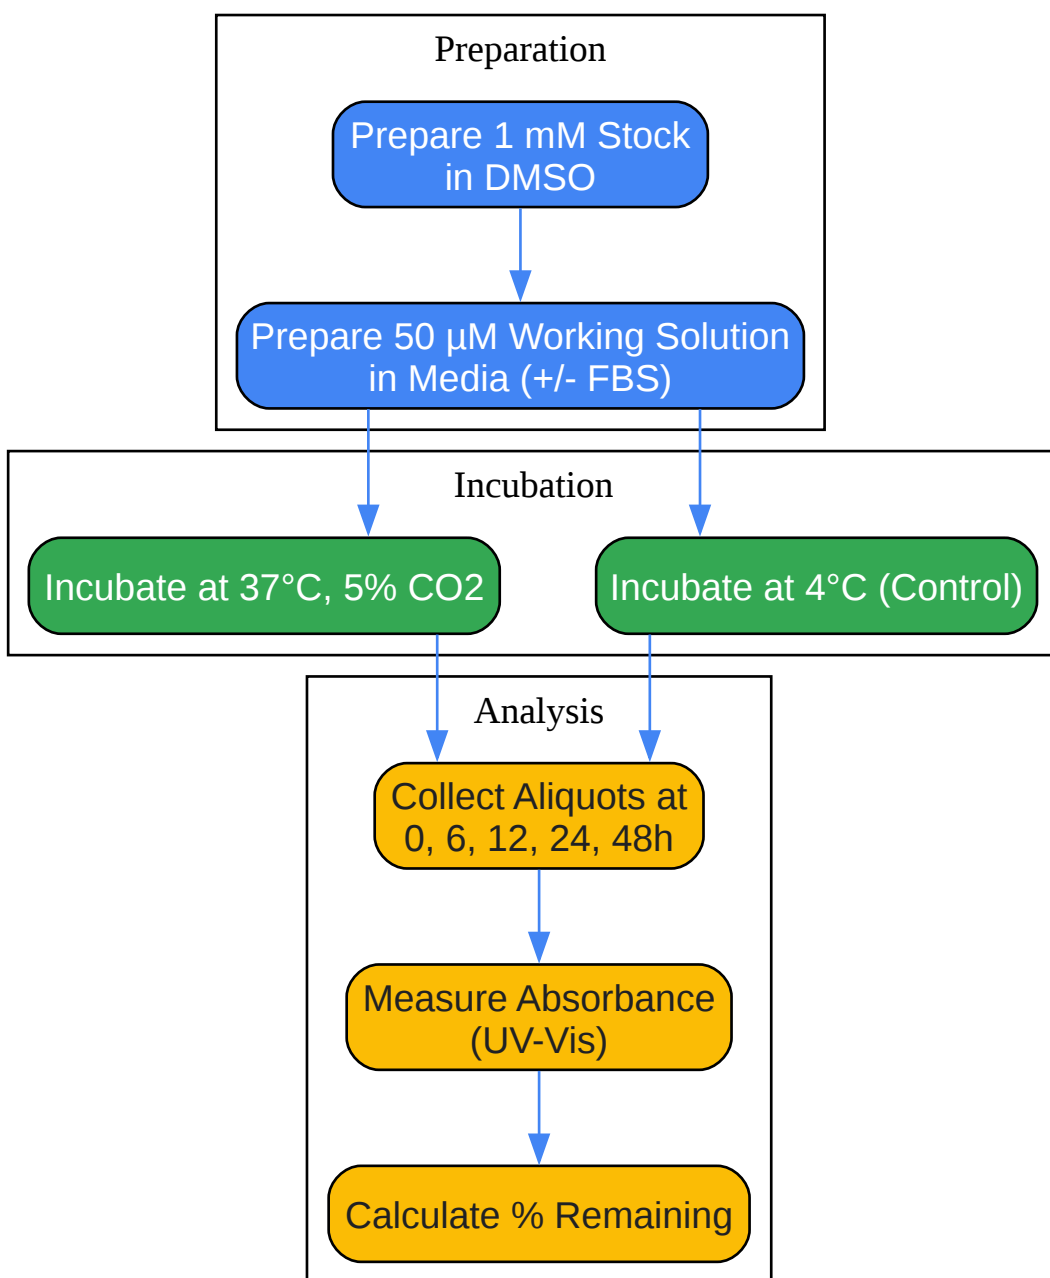 Preparation
Prepare 1 mM Stock
in DMSO
Prepare 50 µM Working Solution
in Media (+/- FBS)
Incubation
Incubate at 37°C, 5% CO2
Incubate at 4°C (Control)
Analysis
Collect Aliquots at
0, 6, 12, 24, 48h
Measure Absorbance
(UV-Vis)
Calculate % Remaining